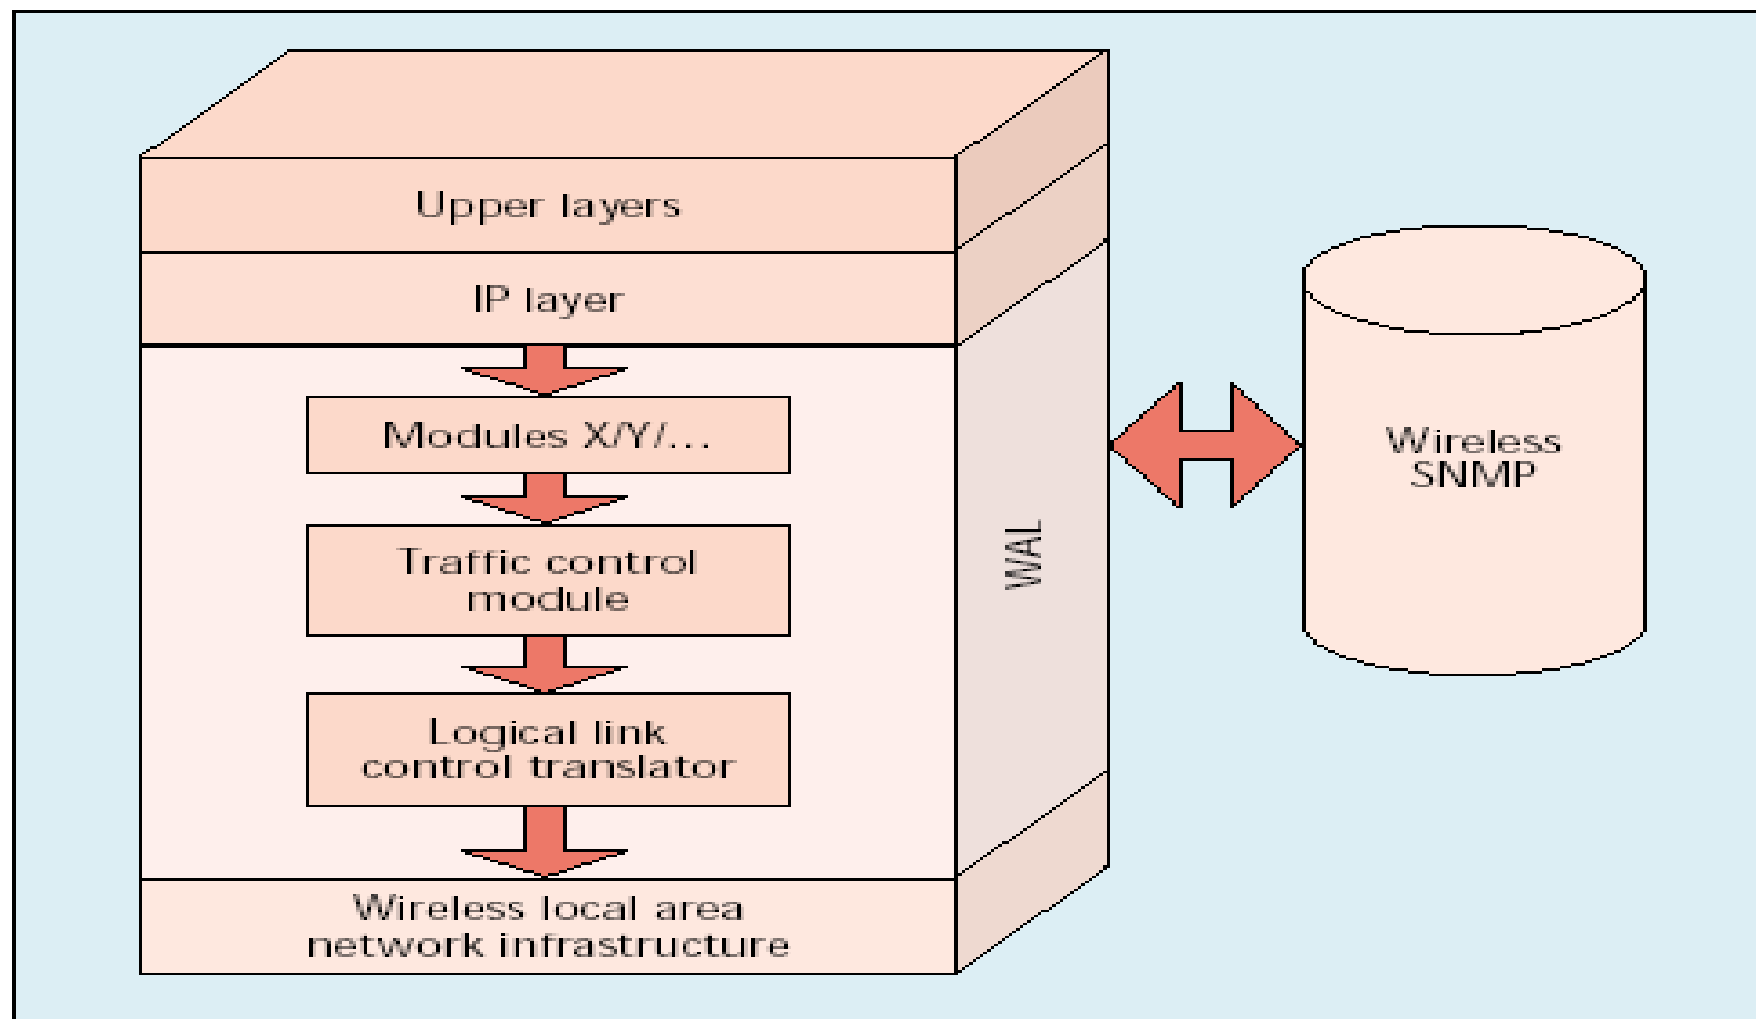 Upper layers
IP layer
Modules X/Y/...
Traffic control
module
Logical link
control translator
Wireless local area
network infrastructure
WAL
Wireless
SNMP